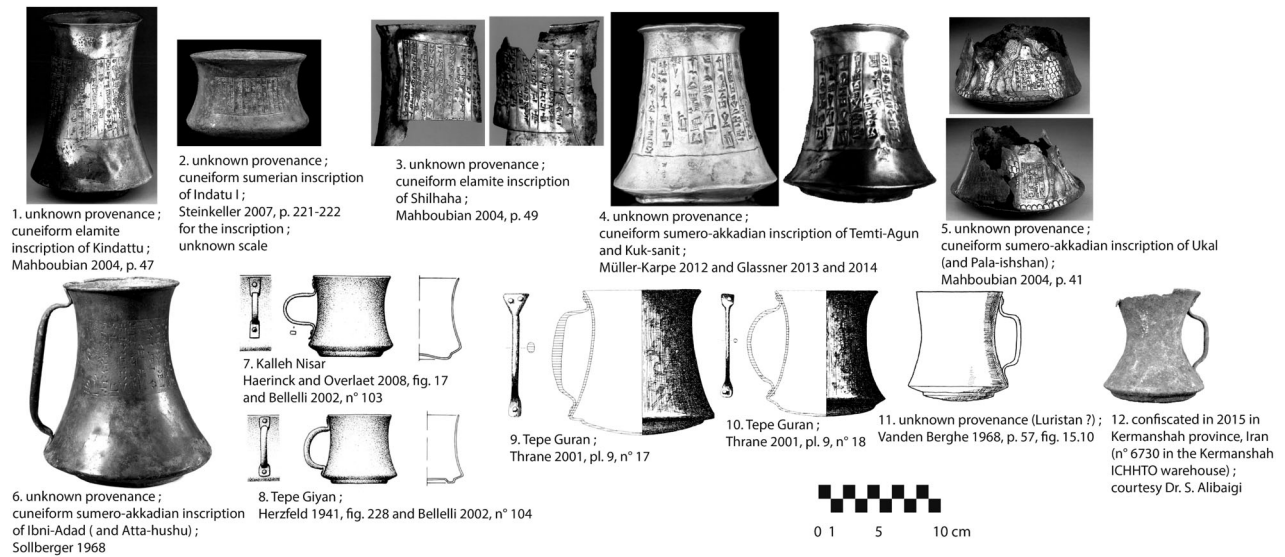 1. unknown provenance ;
cuneiform elamite
inscription of Kindattu ;
Mahboubian 2004, p. 47
2. unknown provenance ;
cuneiform sumerian inscription
of Indatu I ;
Steinkeller 2007, p. 221-222
for the inscription ;
unknown scale
3. unknown provenance ;
cuneiform elamite inscription
of Shilhaha ;
Mahboubian 2004, p. 49
4. unknown provenance ;
cuneiform sumero-akkadian inscription of Temti-Agun
and Kuk-sanit ;
Müller-Karpe 2012 and Glassner 2013 and 2014
5. unknown provenance ;
cuneiform sumero-akkadian inscription of Ukal
(and Pala-ishshan) ;
Mahboubian 2004, p. 41
6. unknown provenance ;
cuneiform sumero-akkadian inscription
of Ibni-Adad ( and Atta-hushu) ;
Sollberger 1968
7. Kalleh Nisar
Haerinck and Overlaet 2008, fig. 17
and Bellelli 2002, n° 103
8. Tepe Giyan ;
Herzfeld 1941, fig. 228 and Bellelli 2002, n° 104
9. Tepe Guran ;
Thrane 2001, pl. 9, n° 17
10. Tepe Guran ;
Thrane 2001, pl. 9, n° 18
11. unknown provenance (Luristan ?) ;
Vanden Berghe 1968, p. 57, fig. 15.10
12. confiscated in 2015 in
Kermanshah province, Iran
(n° 6730 in the Kermanshah
ICHHTO warehouse) ;
courtesy Dr. S. Alibaigi
0 1 5 10 cm